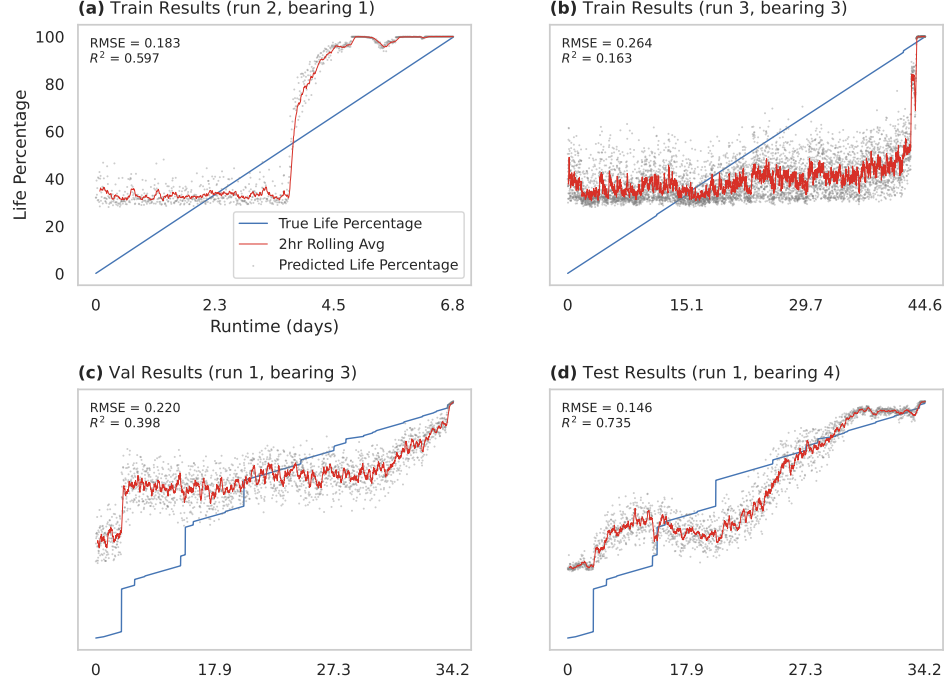 (a) Train Results (run 2, bearing 1)
RMSE = 0.183
R² = 0.597
100
80
60
40
20
0
Life Percentage
True Life Percentage
2hr Rolling Avg
Predicted Life Percentage
0 2.3 4.5 6.8
Runtime (days)
(b) Train Results (run 3, bearing 3)
RMSE = 0.264
R² = 0.163
0 15.1 29.7 44.6
(c) Val Results (run 1, bearing 3)
RMSE = 0.220
R² = 0.398
0 17.9 27.3 34.2
(d) Test Results (run 1, bearing 4)
RMSE = 0.146
R² = 0.735
0 17.9 27.3 34.2